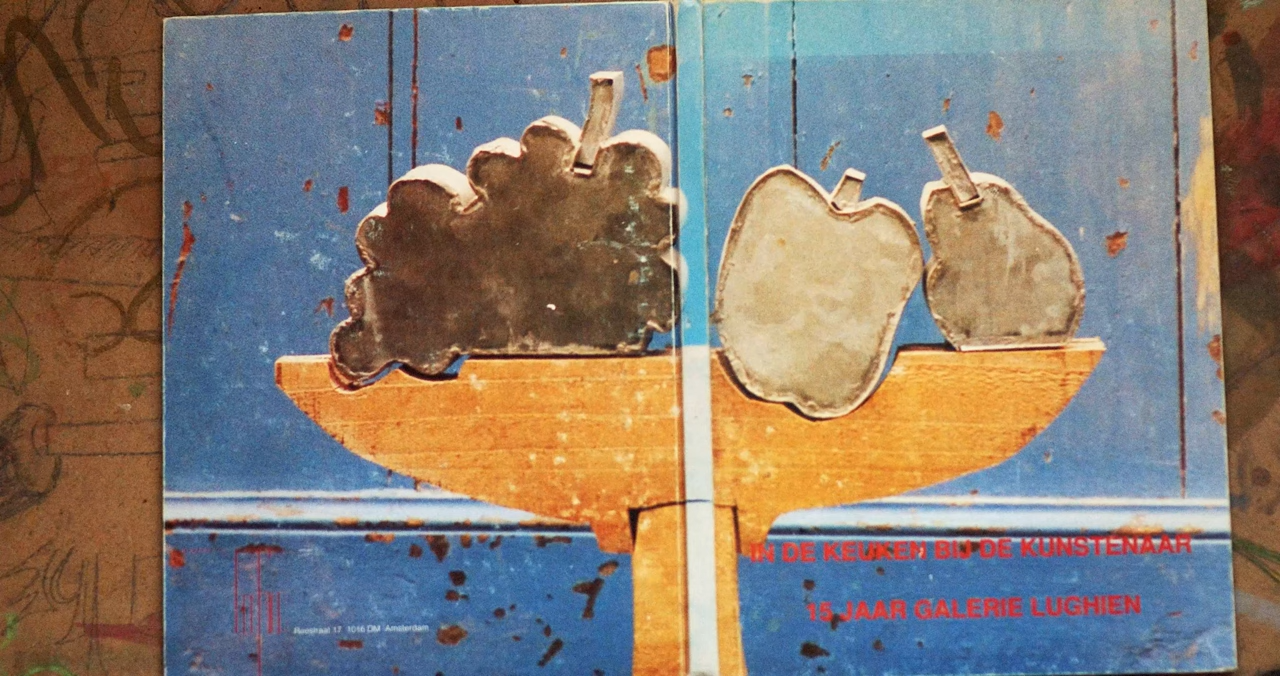 IN DE KEUKEN BIJ DE KUNSTENAAR
15 JAAR GALERIE LUGHIEN
Reestraat 17 1016 DM Amsterdam